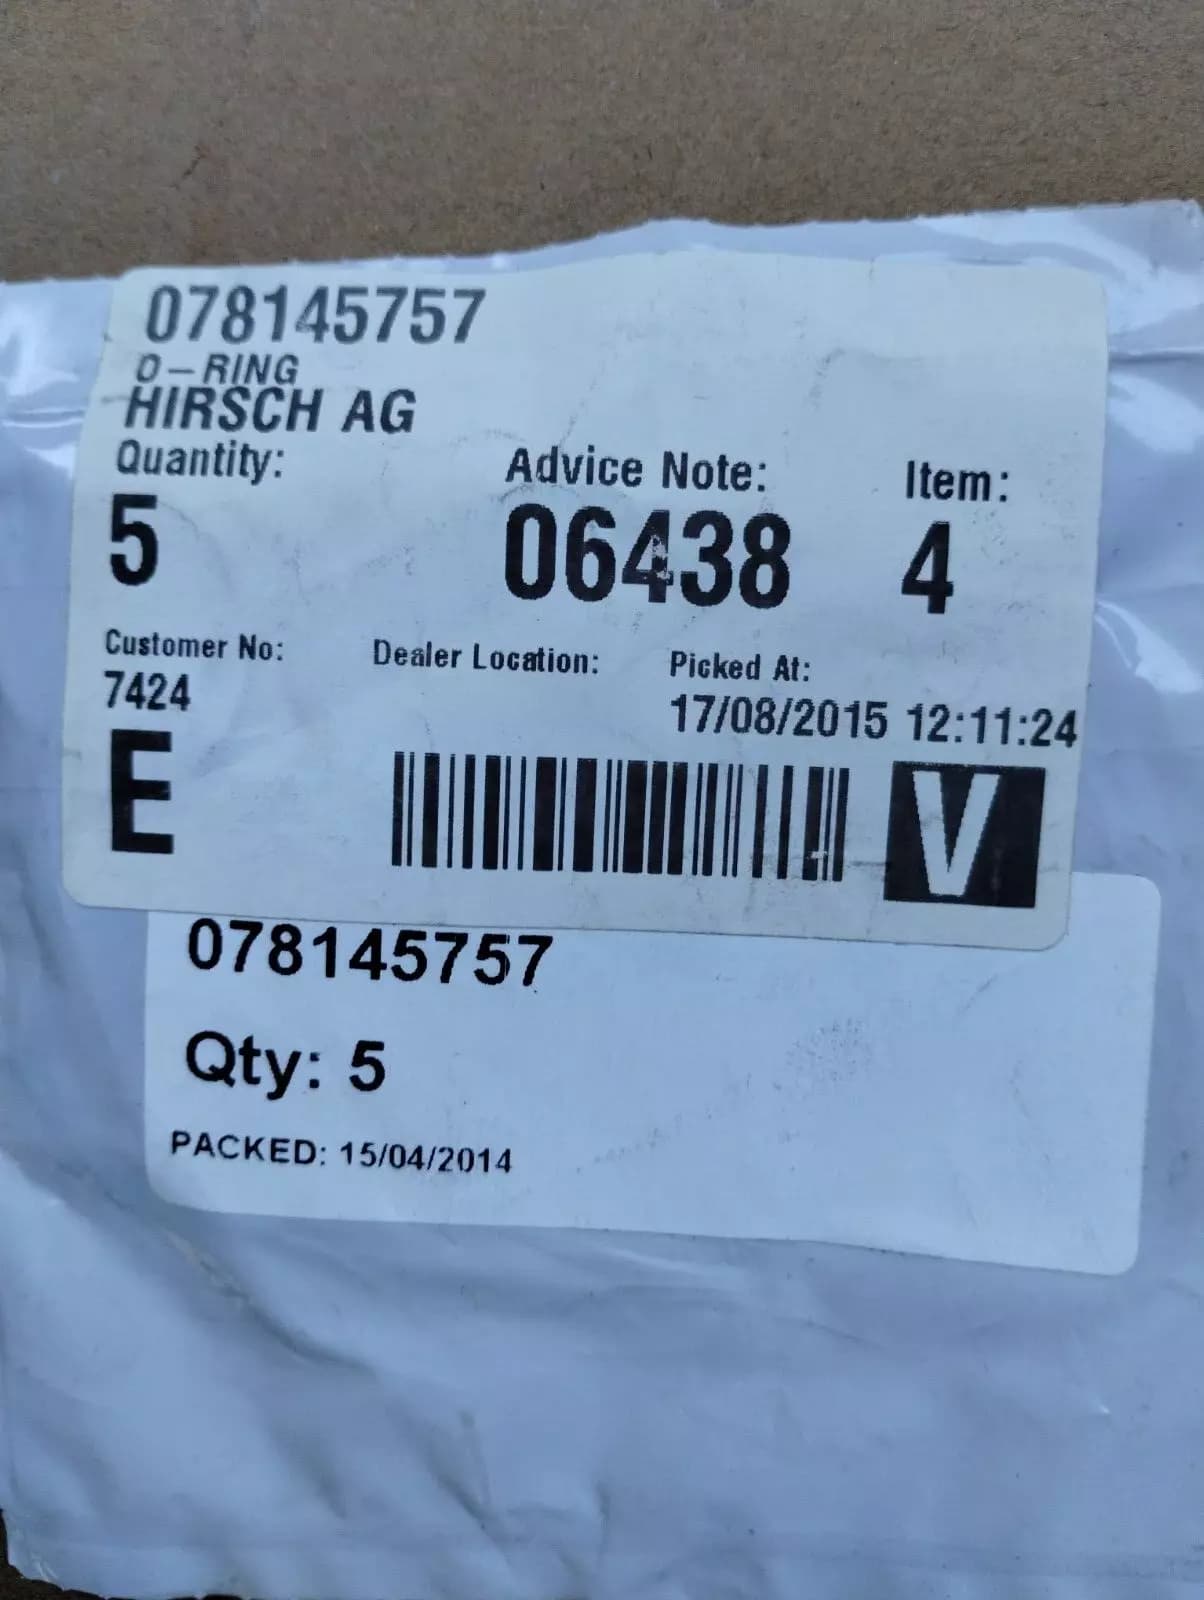 078145757
O-RING
HIRSCH AG
Quantity: Advice Note: Item:
5 06438 4
Customer No: Dealer Location: Picked At:
7424 17/08/2015 12:11:24
E V
078145757
Qty: 5
PACKED: 15/04/2014